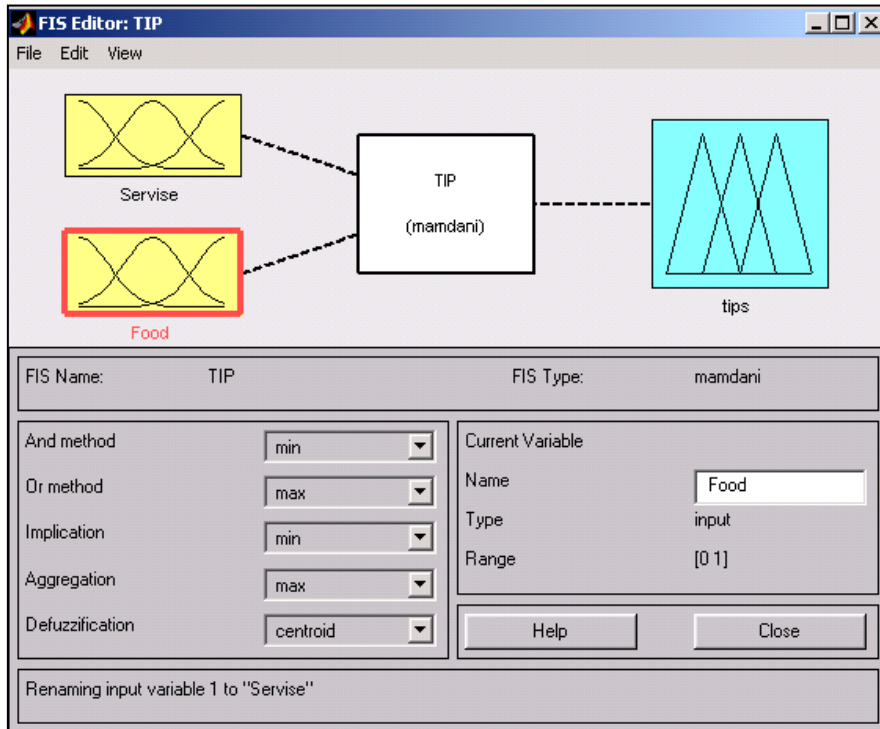 FIS Editor: TIP
File Edit View
Servise
Food
TIP
(mamdani)
tips
FIS Name: TIP FIS Type: mamdani
And method min
Or method max
Implication min
Aggregation max
Defuzzification centroid
Current Variable
Name Food
Type input
Range [0 1]
Help Close
Renaming input variable 1 to "Servise"